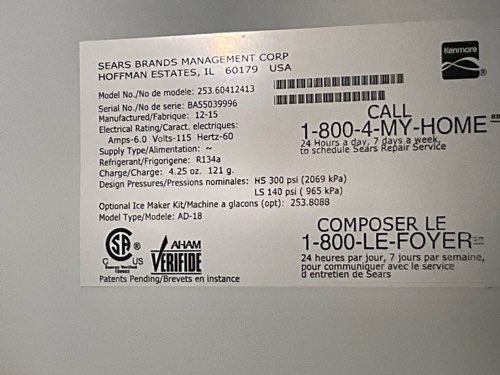 SEARS BRANDS MANAGEMENT CORP
HOFFMAN ESTATES, IL 60179 USA
Kenmore
Model No./No de modele: 253.60412413
Serial No./No de série: BA55039996
Manufactured/Fabrique: 12-15
Electrical Rating/Caract. electriques:
Amps-6.0 Volts-115 Hertz-60
Supply Type/Alimentation: ~
Refrigerant/Frigorigene: R134a
Charge/Charge: 4.25 oz. 121 g.
Design Pressures/Pressions nominales: HS 300 psi (2069 kPa)
LS 140 psi ( 965 kPa)
CALL
1-800-4-MY-HOME
24 Hours a day, 7 days a week,
to schedule Sears Repair Service
Optional Ice Maker Kit/Machine a glacons (opt): 253.8088
Model Type/Modele: AD-18
COMPOSER LE
1-800-LE-FOYER
24 heures par jour, 7 jours par semaine,
pour communiquer avec le service
d entretien de Sears
CSA
®
C US
Energy Verified
AHAM
VERIFIDE
Patents Pending/Brevets en instance